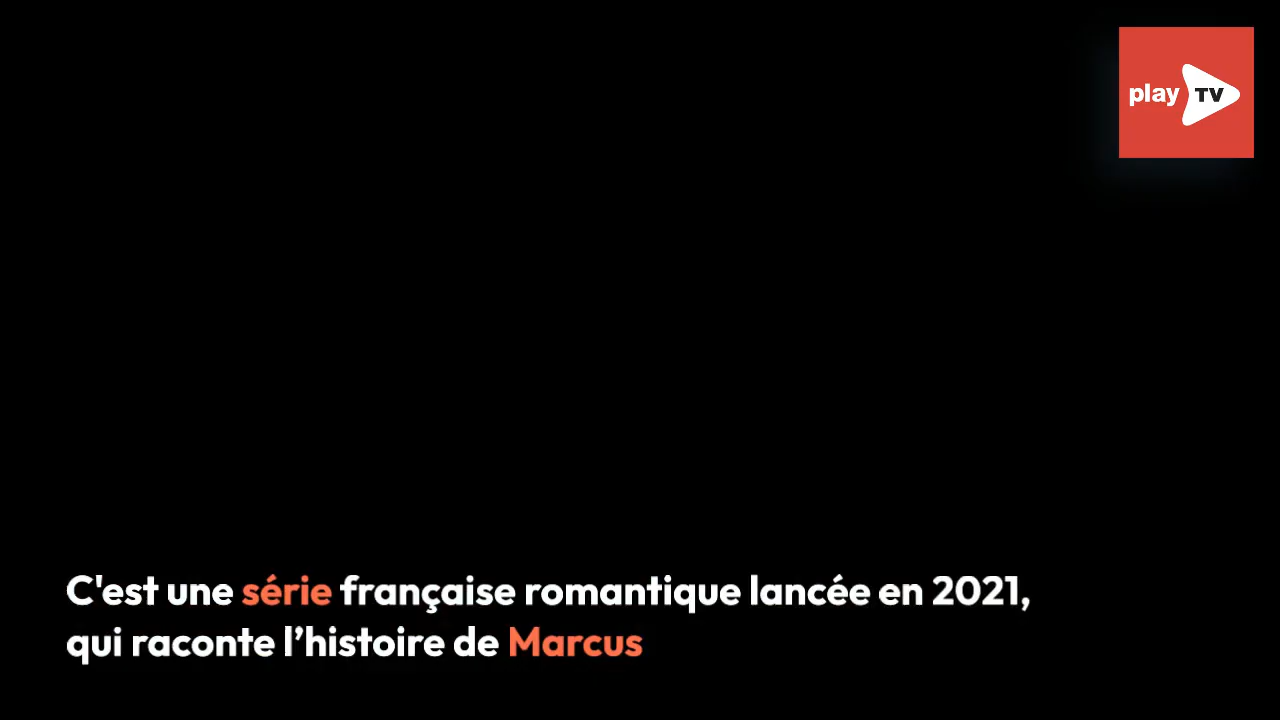 play TV
C'est une série française romantique lancée en 2021,
qui raconte l’histoire de Marcus